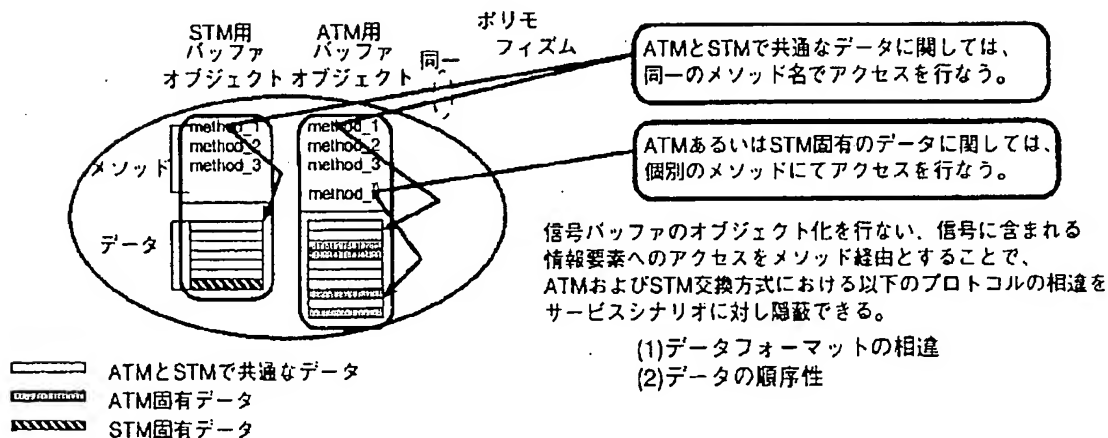 STM用
バッファ
オブジェクト
ATM用
バッファ
オブジェクト
同一
ポリモ
フィズム
ATMとSTMで共通なデータに関しては、
同一のメソッド名でアクセスを行なう。
method_1
method_2
method_3
method_1
method_2
method_3
メソッド
ATMあるいはSTM固有のデータに関しては、
個別のメソッドにてアクセスを行なう。
データ
信号バッファのオブジェクト化を行ない、信号に含まれる
情報要素へのアクセスをメソッド経由とすることで、
ATMおよびSTM交換方式における以下のプロトコルの相違を
サービスシナリオに対し隠蔽できる。
(1)データフォーマットの相違
(2)データの順序性
ATMとSTMで共通なデータ
ATM固有データ
STM固有データ